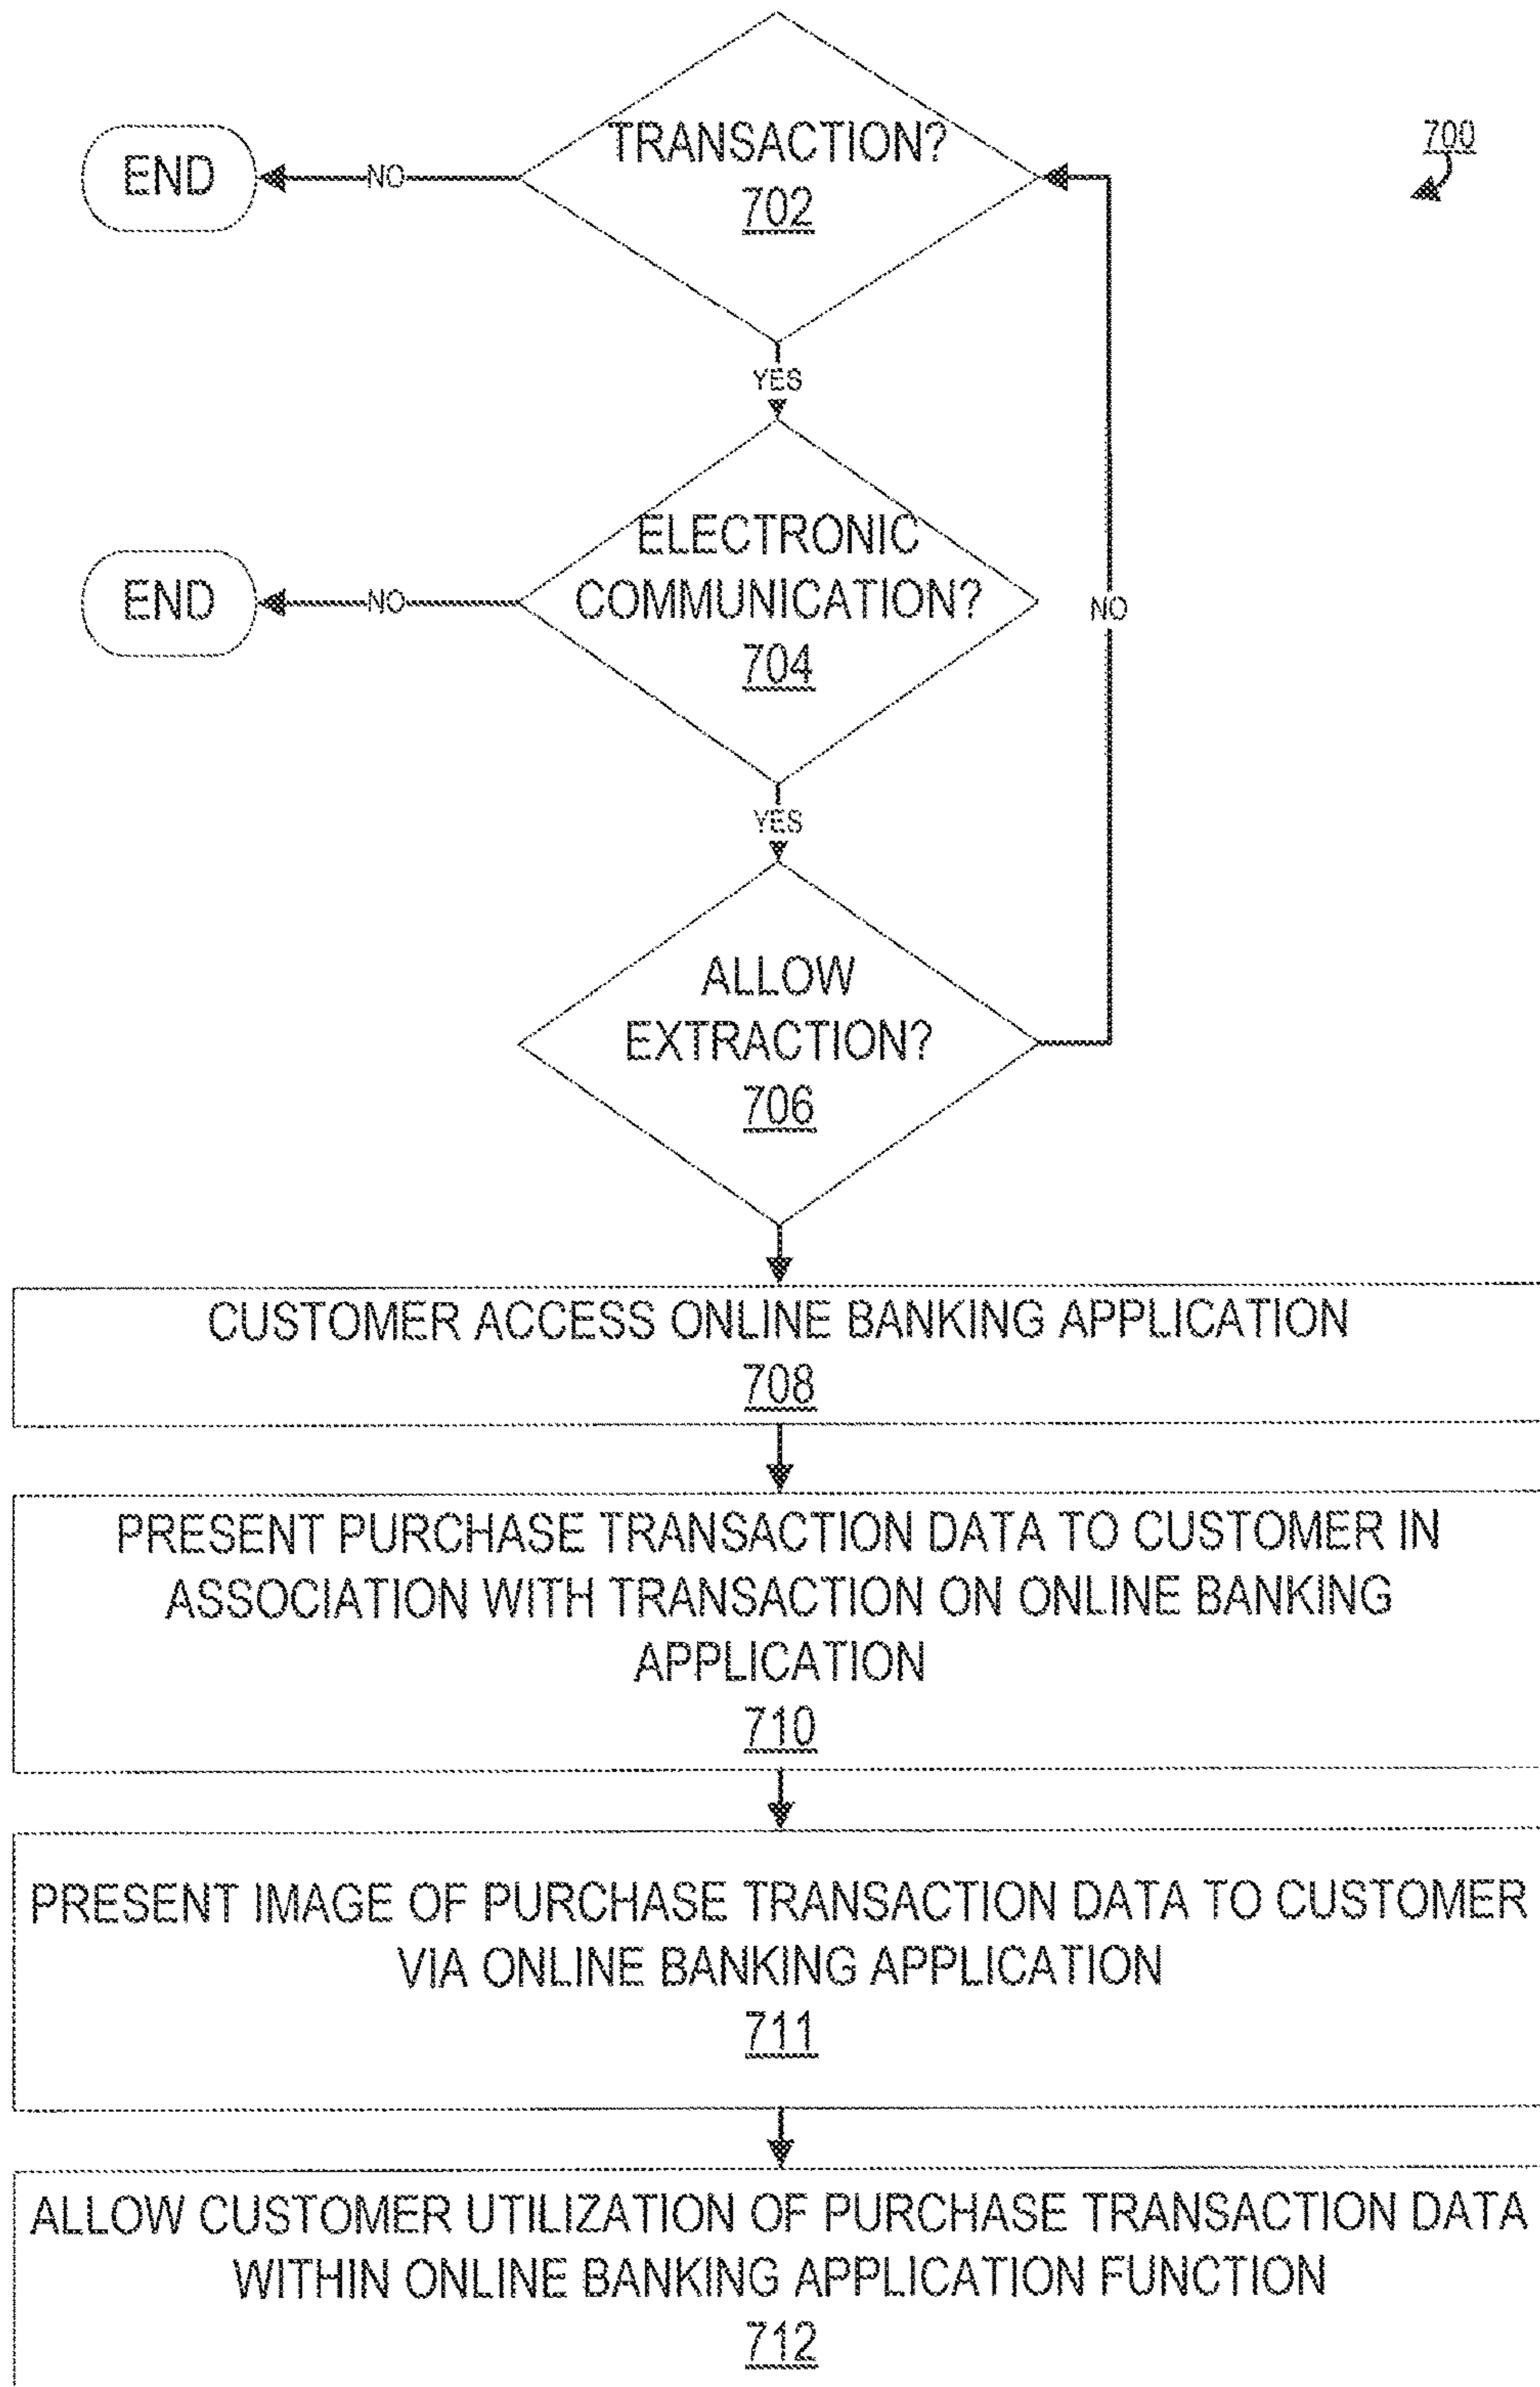 TRANSACTION?
702
700
END
NO
YES
ELECTRONIC
COMMUNICATION?
704
END
NO
NO
YES
ALLOW
EXTRACTION?
706
CUSTOMER ACCESS ONLINE BANKING APPLICATION
708
PRESENT PURCHASE TRANSACTION DATA TO CUSTOMER IN
ASSOCIATION WITH TRANSACTION ON ONLINE BANKING
APPLICATION
710
PRESENT IMAGE OF PURCHASE TRANSACTION DATA TO CUSTOMER
VIA ONLINE BANKING APPLICATION
711
ALLOW CUSTOMER UTILIZATION OF PURCHASE TRANSACTION DATA
WITHIN ONLINE BANKING APPLICATION FUNCTION
712